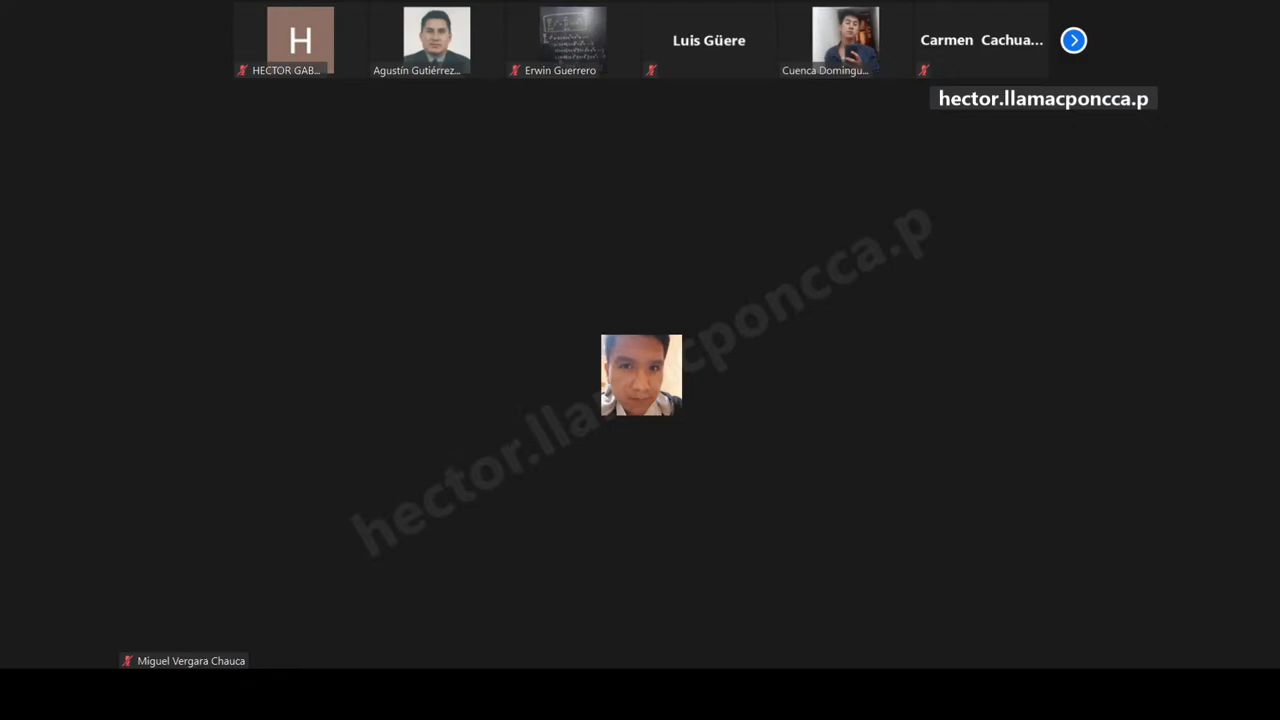 H
HECTOR GAB...
Agustín Gutiérrez...
Erwin Guerrero
Luis Güere
Cuenca Domingu...
Carmen Cachua...
hector.llamacponcca.p
hector.llamacponcca.p
Miguel Vergara Chauca